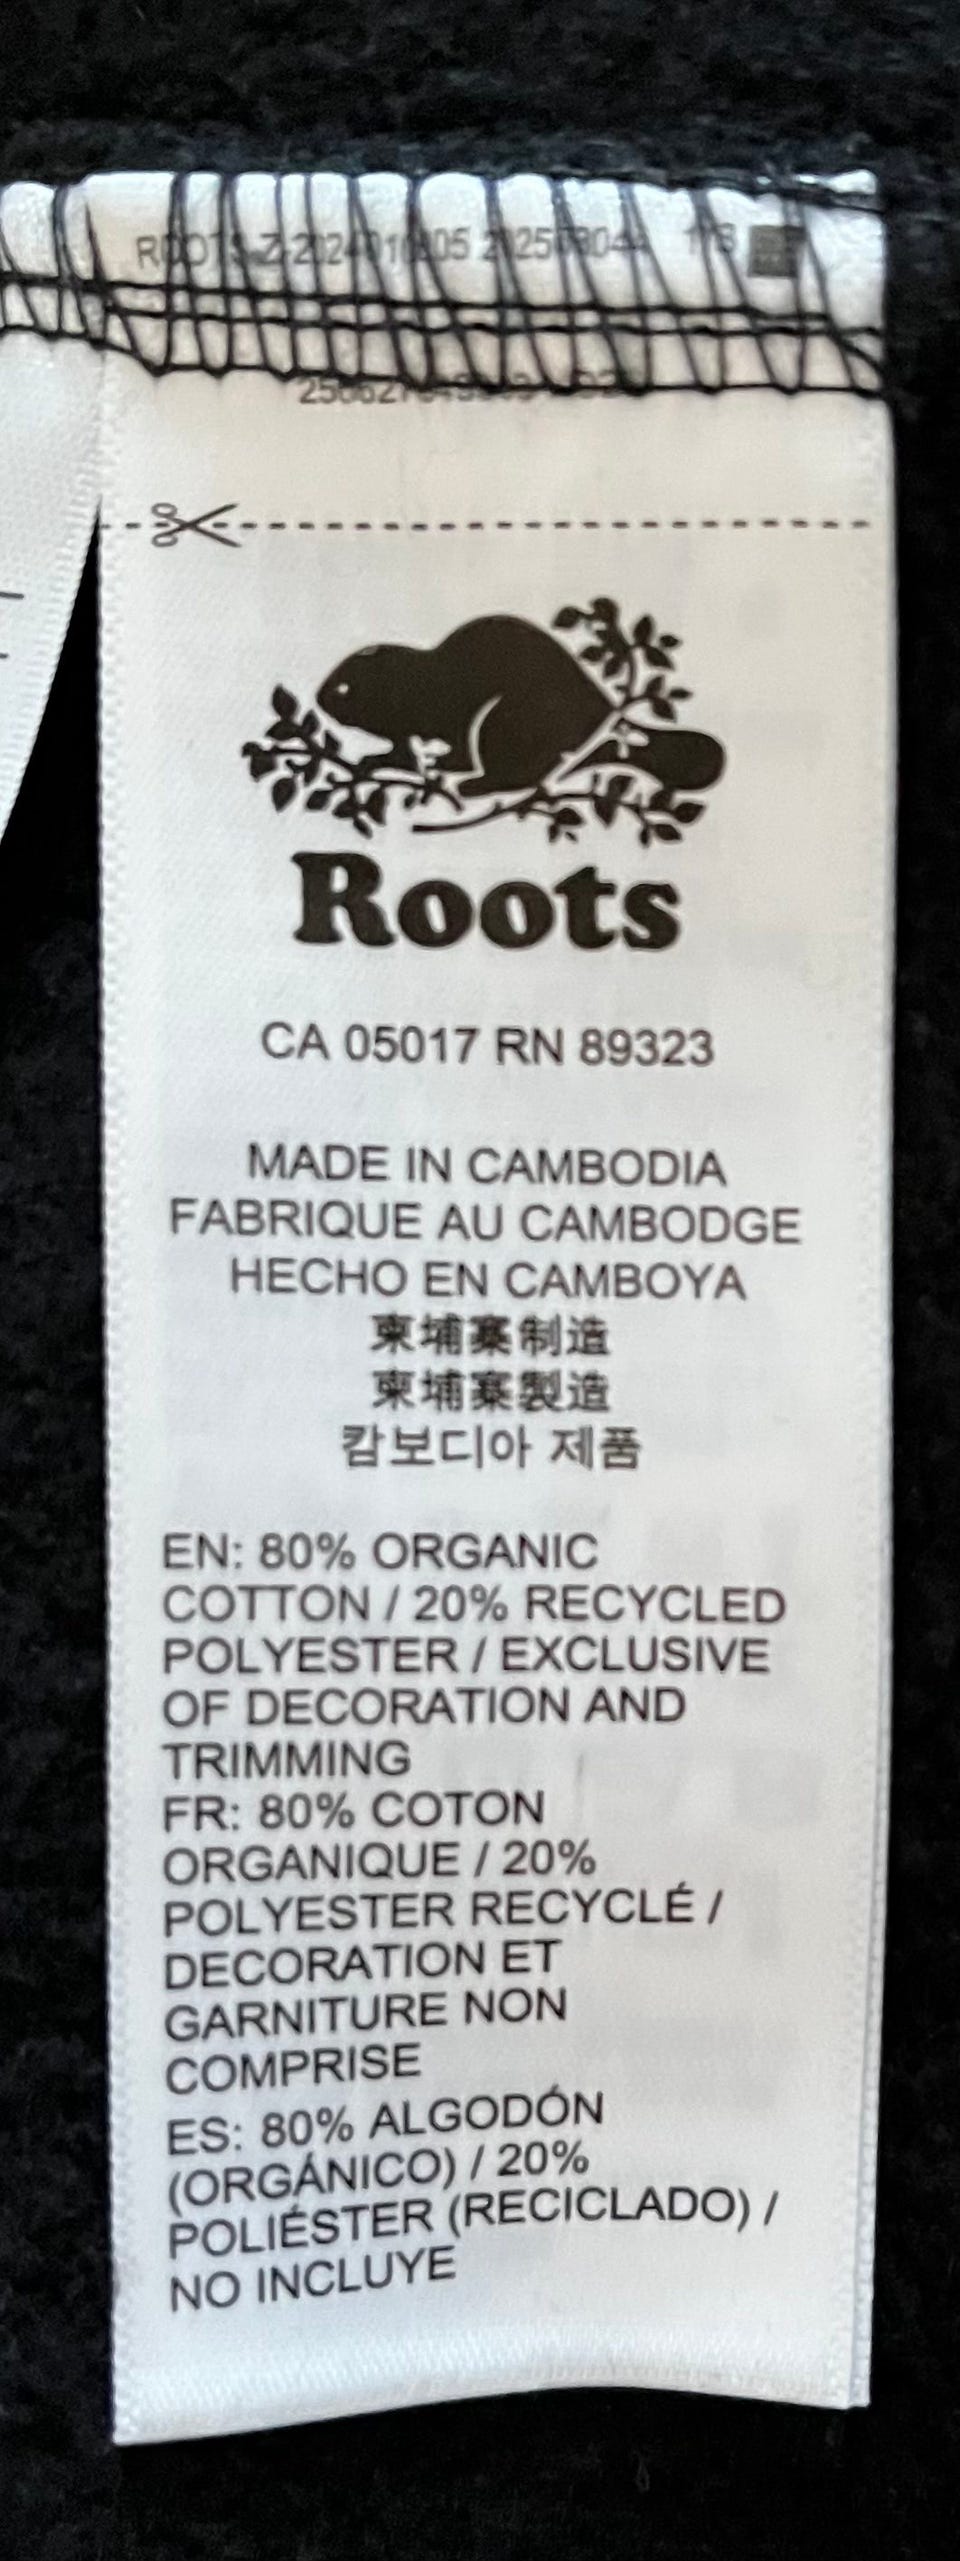 Roots
CA 05017 RN 89323
MADE IN CAMBODIA
FABRIQUE AU CAMBODGE
HECHO EN CAMBOYA
柬埔寨制造
柬埔寨製造
캄보디아 제품
EN: 80% ORGANIC
COTTON / 20% RECYCLED
POLYESTER / EXCLUSIVE
OF DECORATION AND
TRIMMING
FR: 80% COTON
ORGANIQUE / 20%
POLYESTER RECYCLÉ /
DECORATION ET
GARNITURE NON
COMPRISE
ES: 80% ALGODÓN
(ORGÁNICO) / 20%
POLIÉSTER (RECICLADO) /
NO INCLUYE